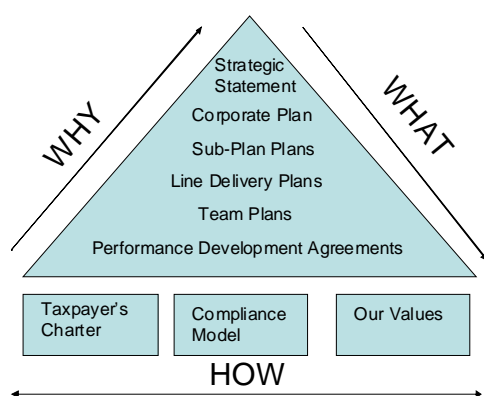 WHY
WHAT
Strategic
Statement
Corporate Plan
Sub-Plan Plans
Line Delivery Plans
Team Plans
Performance Development Agreements
Taxpayer's
Charter
Compliance
Model
Our Values
HOW